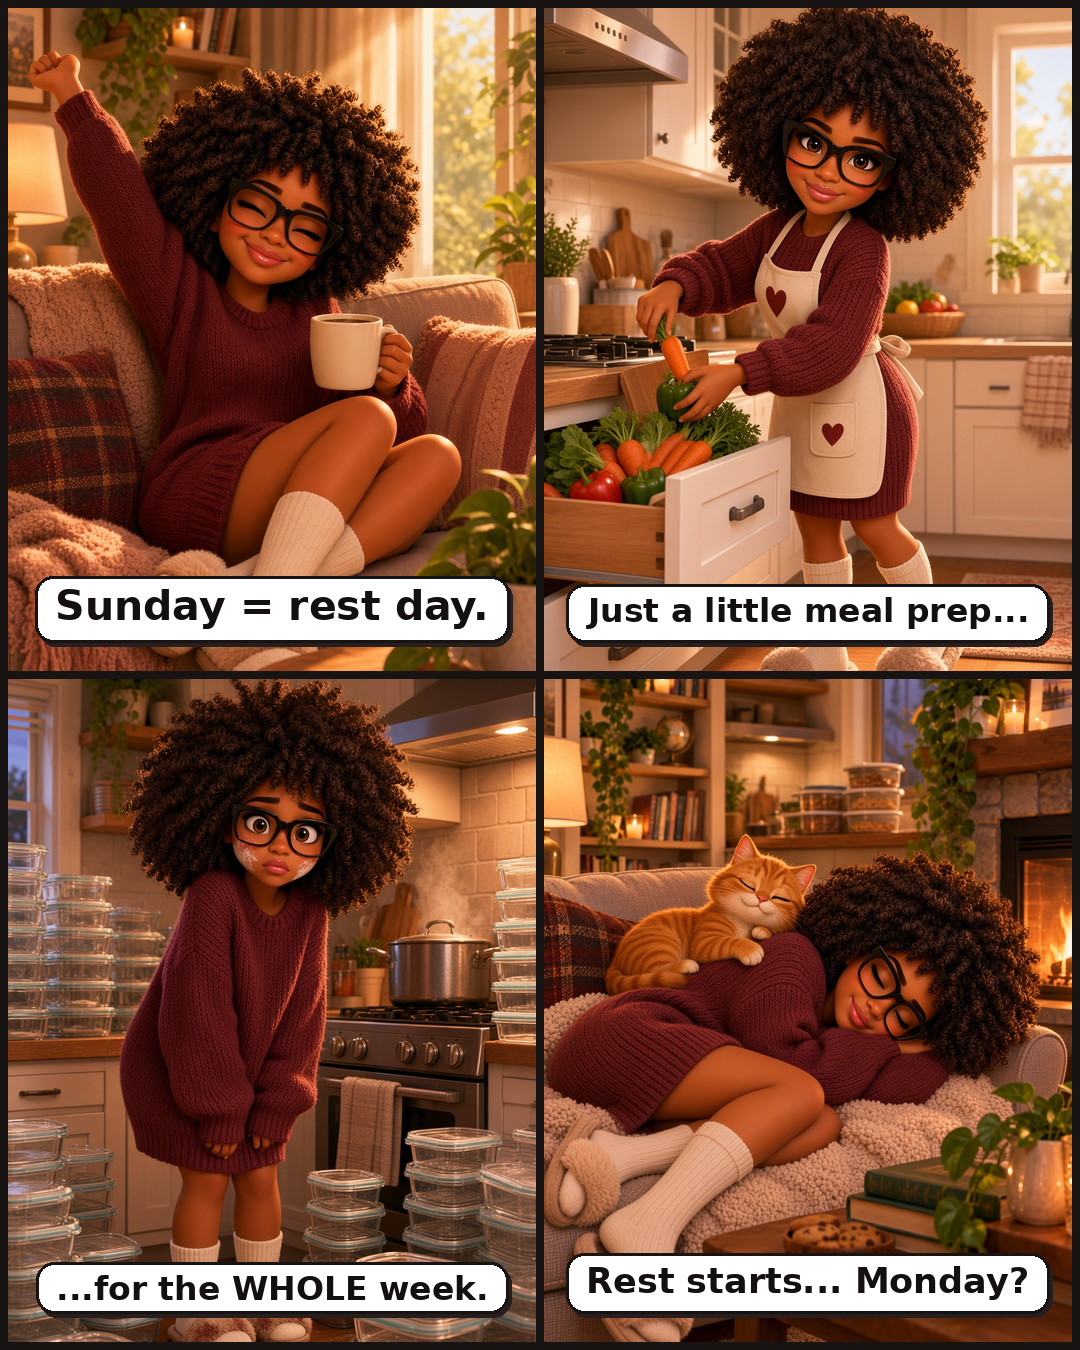 Sunday = rest day.
Just a little meal prep...
...for the WHOLE week.
Rest starts... Monday?